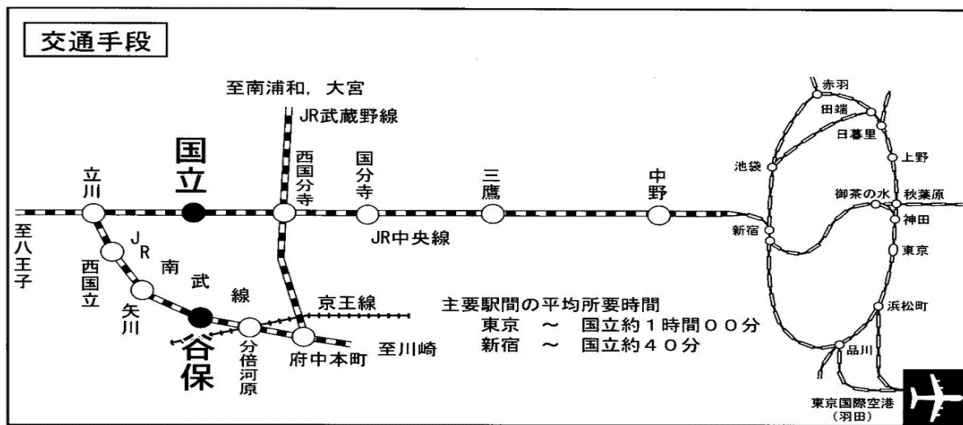 交通手段
至南浦和，大宮
JR武蔵野線
赤羽
田端
日暮里
上野
池袋
御茶の水
秋葉原
神田
東京
新宿
浜松町
品川
東京国際空港
(羽田)
立川
国立
西国分寺
国分寺
三鷹
中野
JR中央線
至八王子
西国立
JR南武線
矢川
谷保
分倍河原
京王線
府中本町
至川崎
主要駅間の平均所要時間
東京 ～ 国立約1時間00分
新宿 ～ 国立約40分